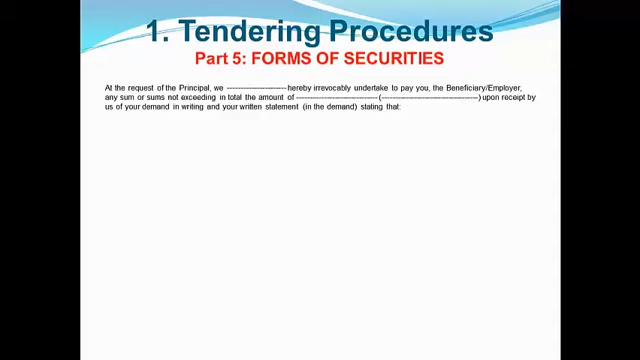 1. Tendering Procedures
Part 5: FORMS OF SECURITIES
At the request of the Principal, we ---------------------- hereby irrevocably undertake to pay you, the Beneficiary/Employer,
any sum or sums not exceeding in total the amount of ------------------------------ (-----------------------------------) upon receipt by
us of your demand in writing and your written statement (in the demand) stating that: